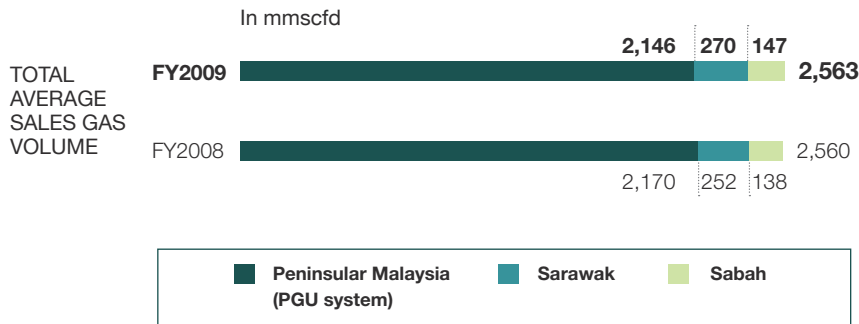 In mmscfd
2,146 270 147
TOTAL
AVERAGE
SALES GAS
VOLUME
FY2009 2,563
FY2008 2,560
2,170 252 138
Peninsular Malaysia
(PGU system)
Sarawak
Sabah